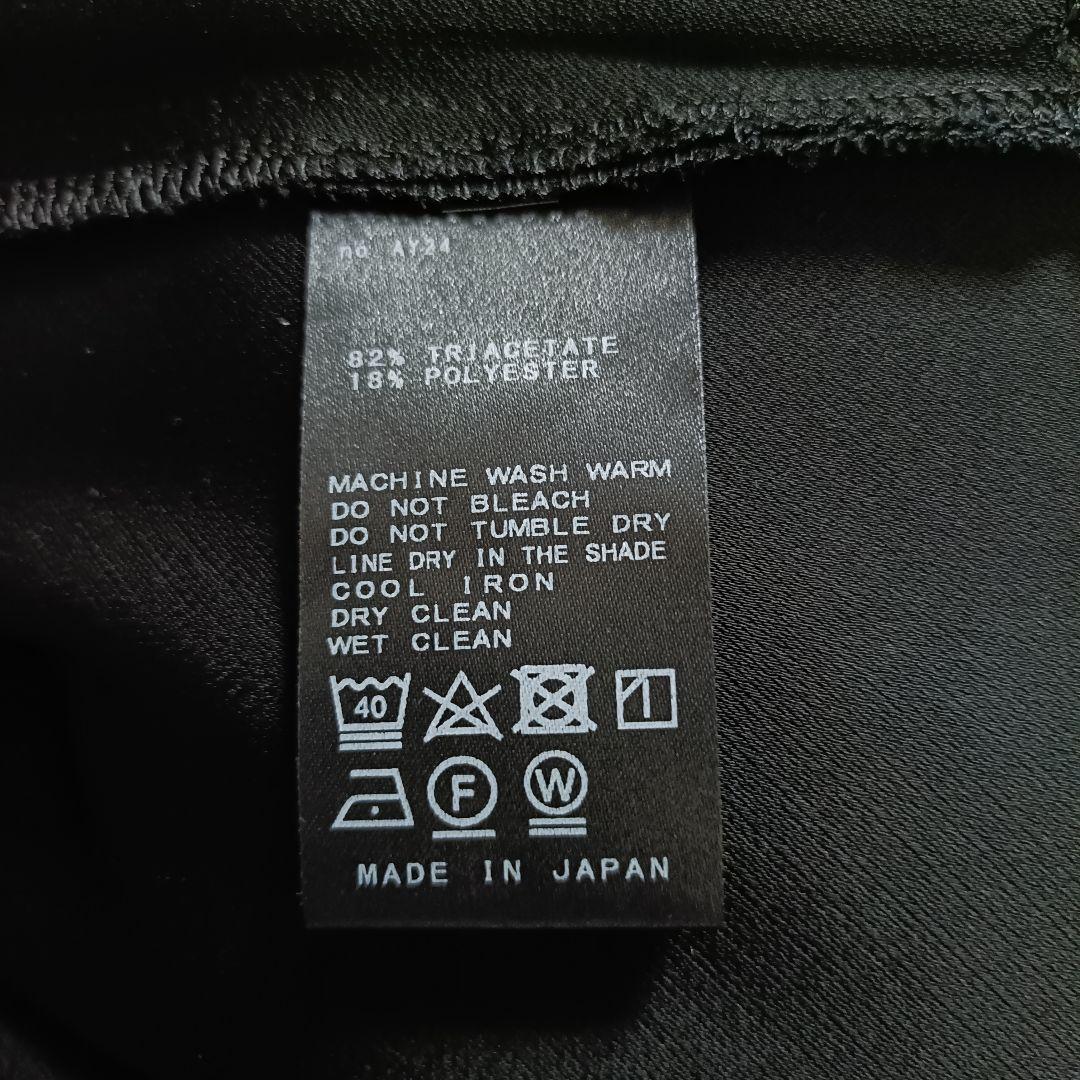 no AY24
82% TRIACETATE
18% POLYESTER
MACHINE WASH WARM
DO NOT BLEACH
DO NOT TUMBLE DRY
LINE DRY IN THE SHADE
COOL IRON
DRY CLEAN
WET CLEAN
40
F W
MADE IN JAPAN